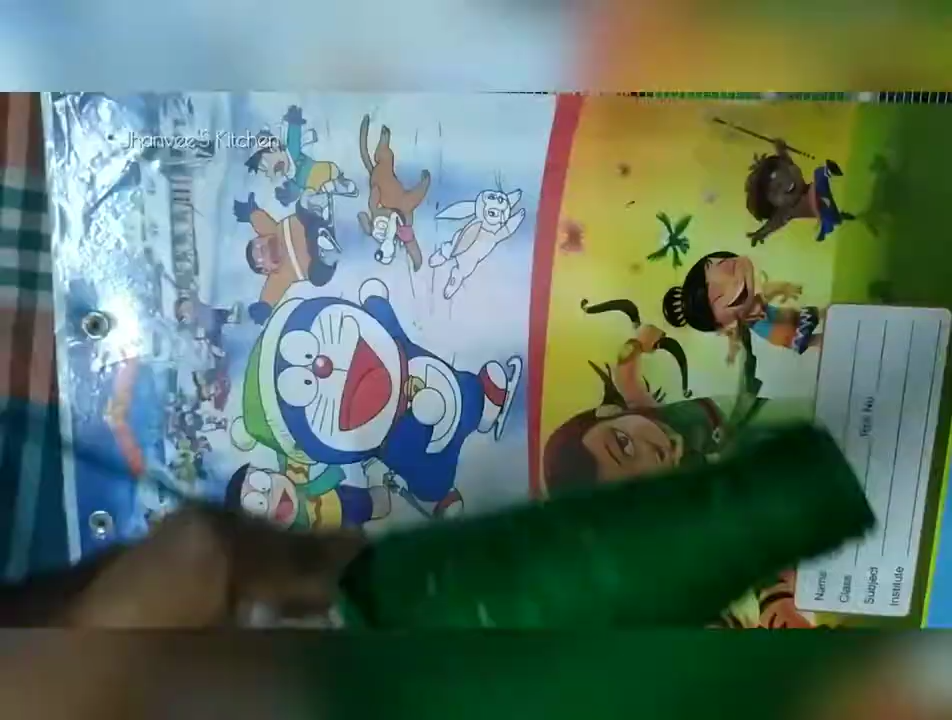 Jhanvee'S Kitchen
Name
Class
Roll No
Subject
Institute